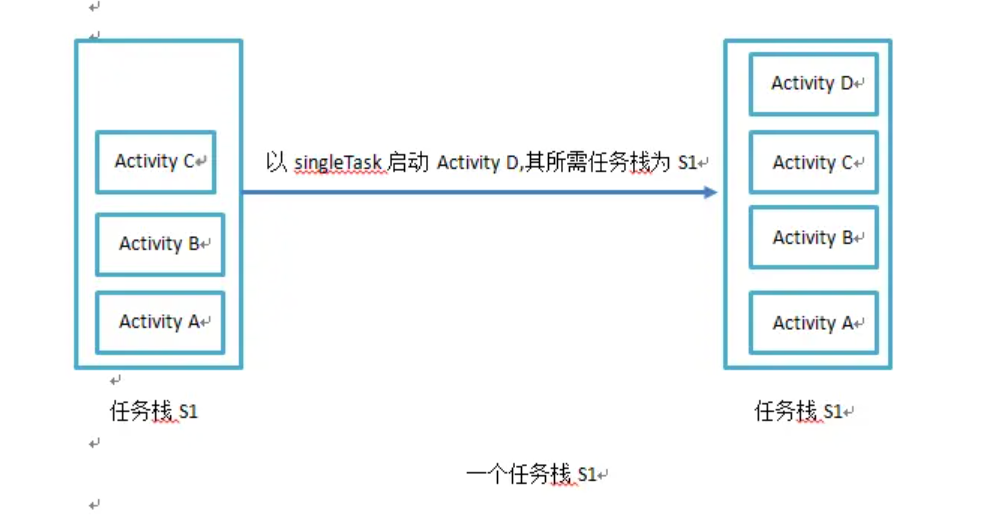 Activity D
Activity C
以 singleTask 启动 Activity D,其所需任务栈为 S1
Activity C
Activity B
Activity B
Activity A
Activity A
任务栈 S1
任务栈 S1
一个任务栈 S1